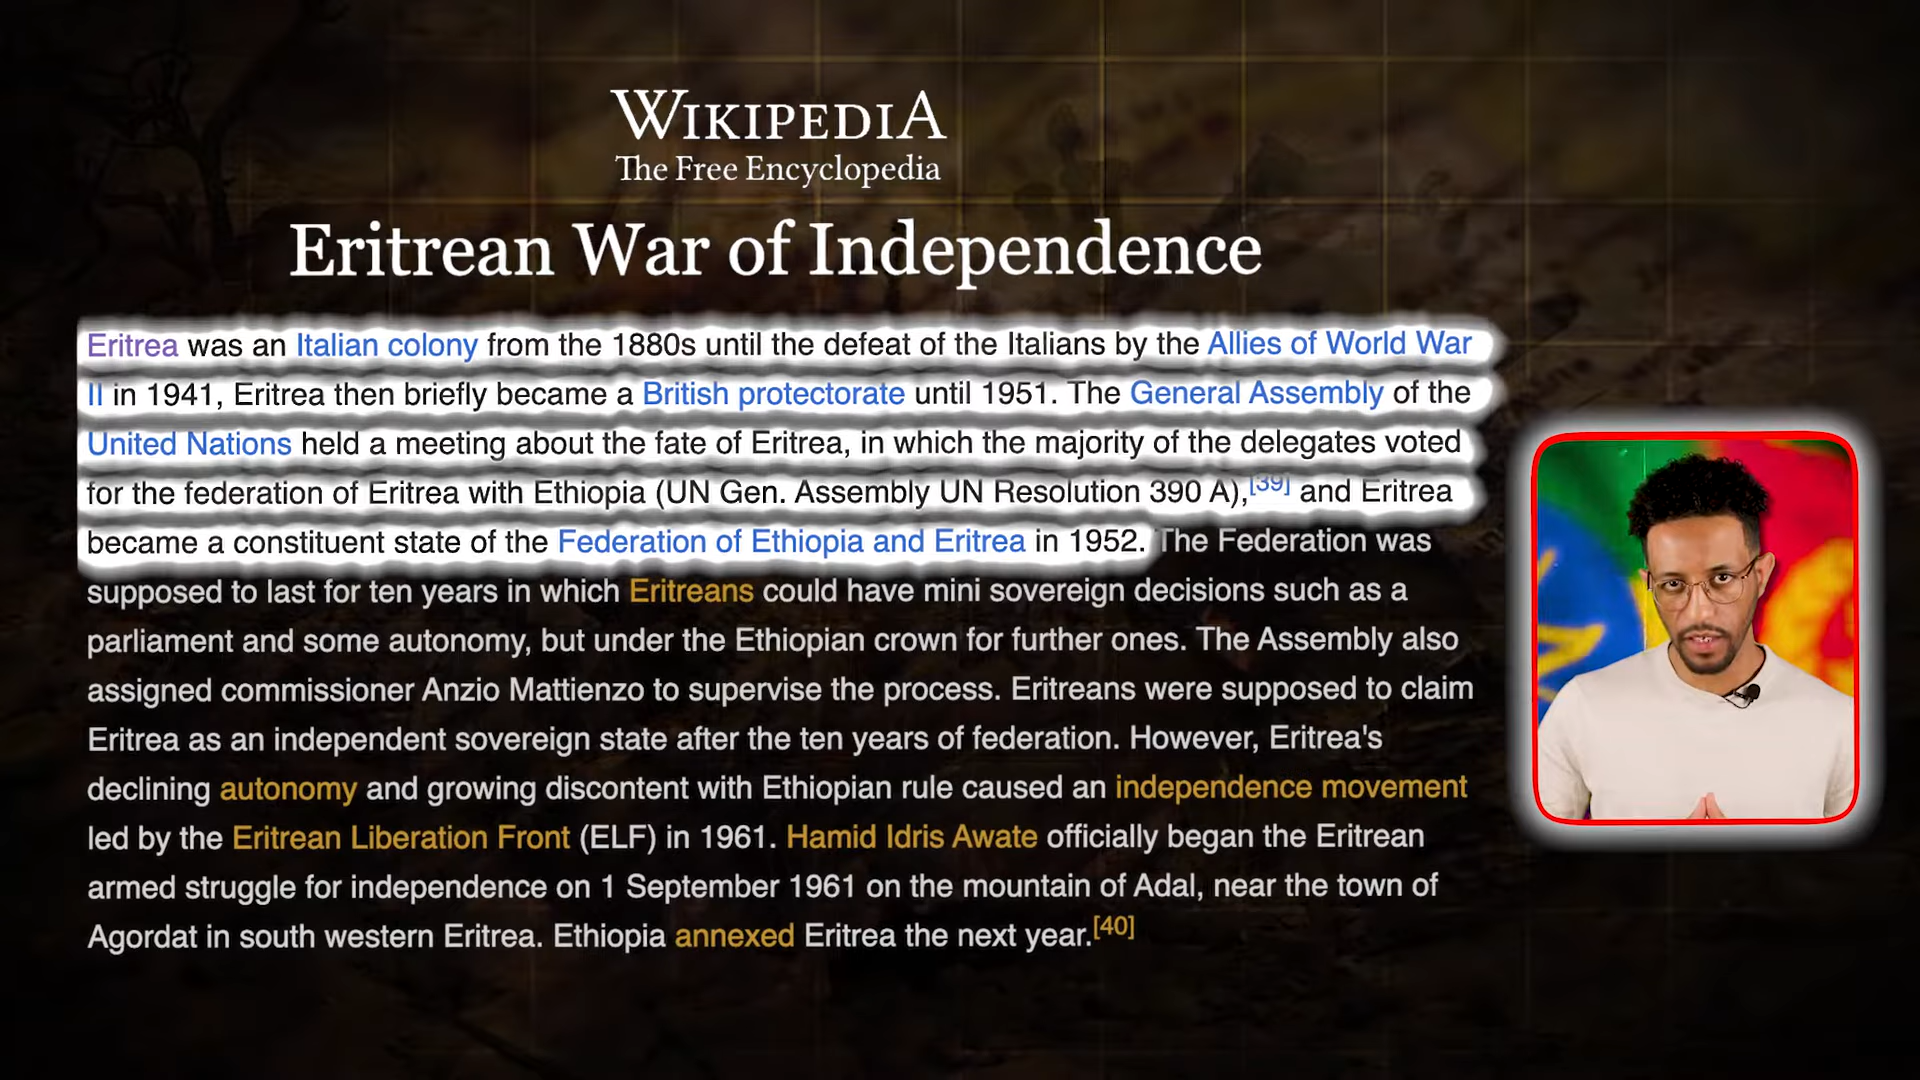 WIKIPEDIA
The Free Encyclopedia
Eritrean War of Independence
Eritrea was an Italian colony from the 1880s until the defeat of the Italians by the Allies of World War
II in 1941, Eritrea then briefly became a British protectorate until 1951. The General Assembly of the
United Nations held a meeting about the fate of Eritrea, in which the majority of the delegates voted
for the federation of Eritrea with Ethiopia (UN Gen. Assembly UN Resolution 390 A),[39] and Eritrea
became a constituent state of the Federation of Ethiopia and Eritrea in 1952. The Federation was
supposed to last for ten years in which Eritreans could have mini sovereign decisions such as a
parliament and some autonomy, but under the Ethiopian crown for further ones. The Assembly also
assigned commissioner Anzio Mattienzo to supervise the process. Eritreans were supposed to claim
Eritrea as an independent sovereign state after the ten years of federation. However, Eritrea's
declining autonomy and growing discontent with Ethiopian rule caused an independence movement
led by the Eritrean Liberation Front (ELF) in 1961. Hamid Idris Awate officially began the Eritrean
armed struggle for independence on 1 September 1961 on the mountain of Adal, near the town of
Agordat in south western Eritrea. Ethiopia annexed Eritrea the next year.[40]